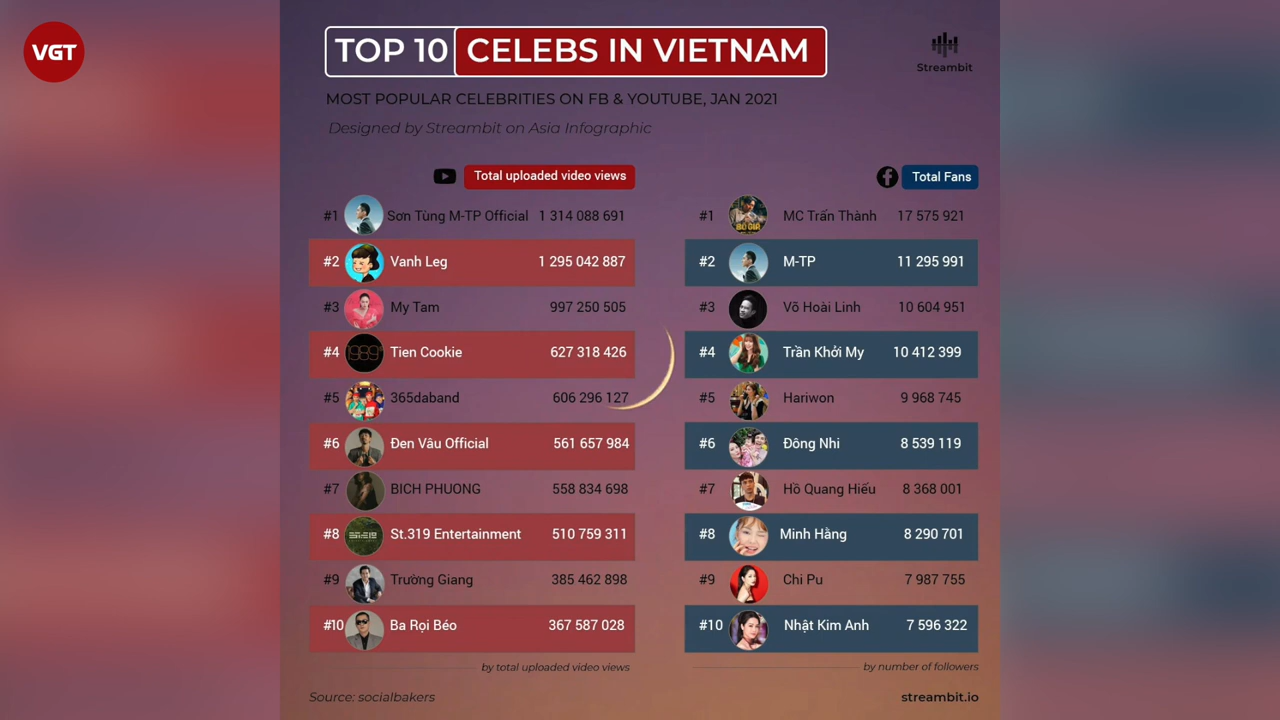 VGT
TOP 10 CELEBS IN VIETNAM
Streambit
MOST POPULAR CELEBRITIES ON FB & YOUTUBE, JAN 2021
Designed by Streambit on Asia Infographic
Total uploaded video views
#1 Sơn Tùng M-TP Official 1 314 088 691
#2 Vanh Leg 1 295 042 887
#3 My Tam 997 250 505
#4 1989 Tien Cookie 627 318 426
#5 365daband 606 296 127
#6 Đen Vâu Official 561 657 984
#7 BICH PHUONG 558 834 698
#8 St.319 Entertainment 510 759 311
#9 Trường Giang 385 462 898
#10 Ba Rọi Béo 367 587 028
by total uploaded video views
Total Fans
#1 BỐ GIÀ MC Trấn Thành 17 575 921
#2 M-TP 11 295 991
#3 Võ Hoài Linh 10 604 951
#4 Trần Khởi My 10 412 399
#5 Hariwon 9 968 745
#6 Đông Nhi 8 539 119
#7 Hồ Quang Hiếu 8 368 001
#8 Minh Hằng 8 290 701
#9 Chi Pu 7 987 755
#10 Nhật Kim Anh 7 596 322
by number of followers
Source: socialbakers
streambit.io